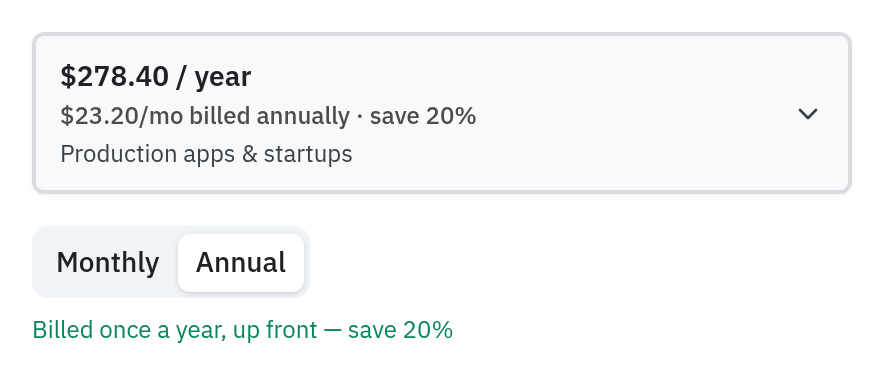 $278.40 / year
$23.20/mo billed annually · save 20%
Production apps & startups
Monthly Annual
Billed once a year, up front — save 20%